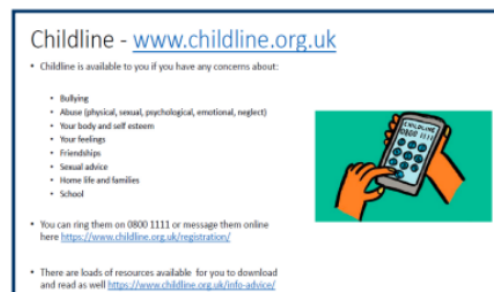 Childline - www.childline.org.uk
• Childline is available to you if you have any concerns about:
• Bullying
• Abuse (physical, sexual, psychological, emotional, neglect)
• Your body and self esteem
• Your feelings
• Friendships
• Sexual advice
• Home life and families
• School
CHILDLINE
0800 1111
• You can ring them on 0800 1111 or message them online
here https://www.childline.org.uk/registration/
• There are loads of resources available for you to download
and read as well https://www.childline.org.uk/info-advice/